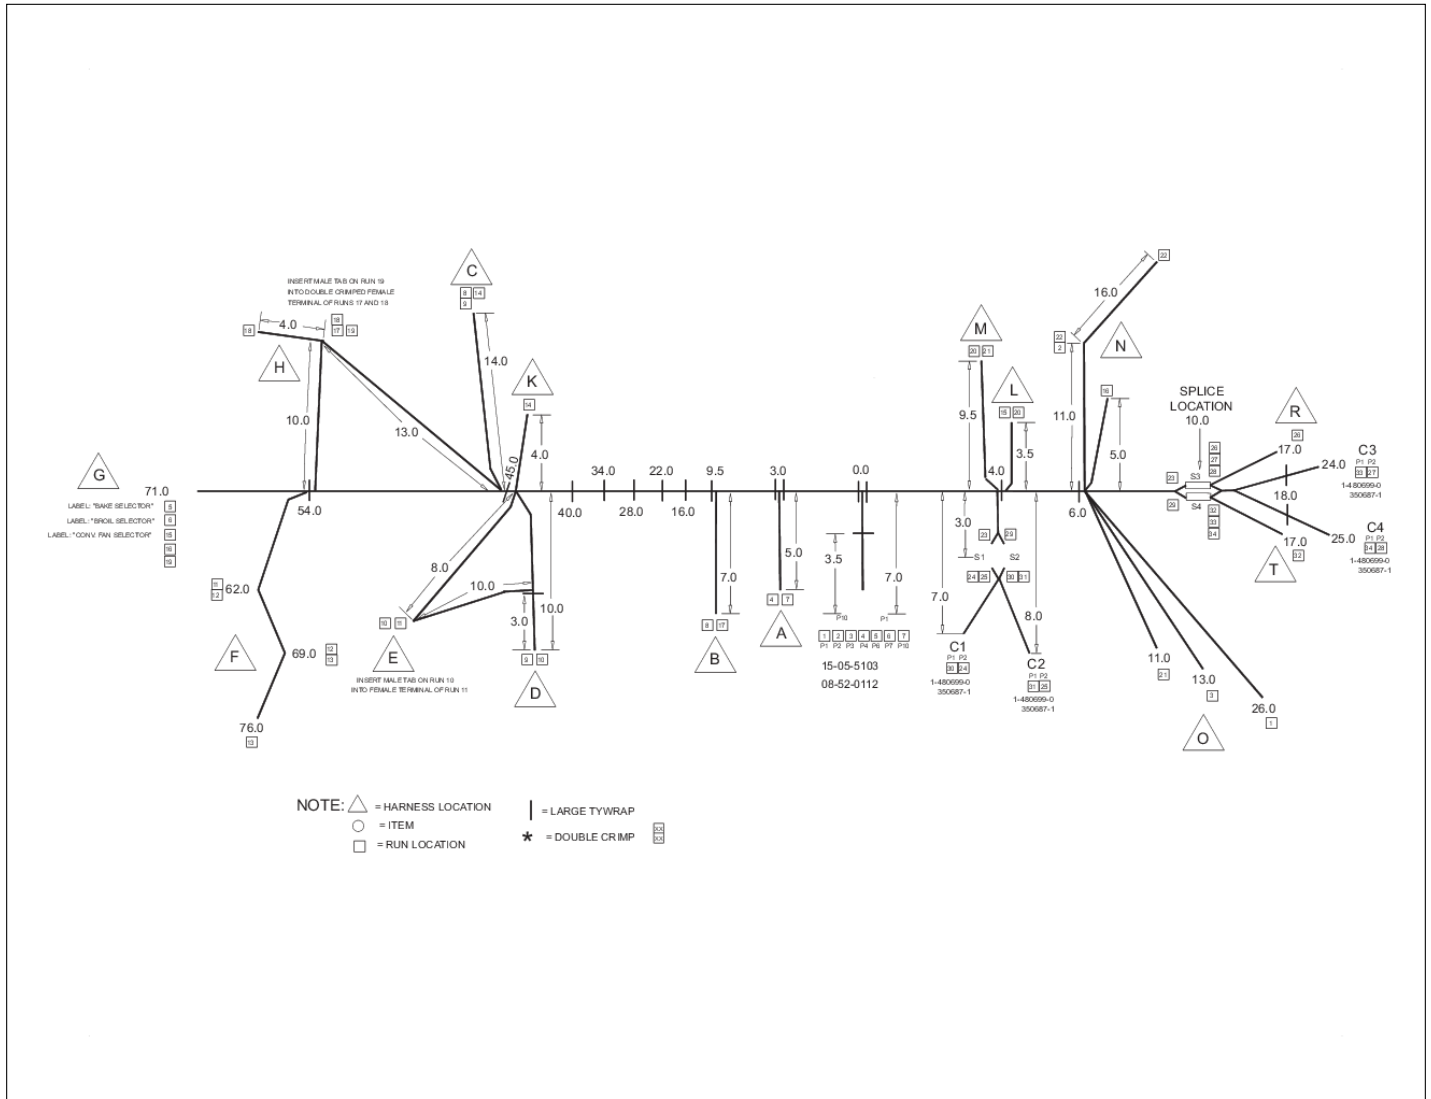 INSERT MALE TAB ON RUN 19
INTO DOUBLE CRIMPED FEMALE
TERMINAL OF RUNS 17 AND 18
18
4.0
18
17 19
H
10.0
13.0
C
8 14
9
14.0
K
14
4.0
45.0
M
20 21
9.5
L
15 20
3.5
22
16.0
22
2
N
11.0
16
5.0
SPLICE
LOCATION
10.0
R
26
17.0
26
27
28
C3
P1 P2
33 27
24.0
1-480699-0
350687-1
G
71.0
LABEL: "BAKE SELECTOR" 5
LABEL: "BROIL SELECTOR" 6
LABEL: "CONV. FAN SELECTOR" 15
16
19
54.0
40.0
34.0
28.0
22.0
16.0
9.5
3.0
0.0
4.0
6.0
23
29
S3
S4
18.0
32
33
34
17.0
32
T
C4
P1 P2
34 28
25.0
1-480699-0
350687-1
11
12
62.0
F
69.0
12
13
76.0
13
8.0
10.0
10 11
E
INSERT MALE TAB ON RUN 10
INTO FEMALE TERMINAL OF RUN 11
3.0
10.0
9 10
D
7.0
8 17
B
5.0
4 7
A
3.5
7.0
P10 P1
1 2 3 4 5 6 7
P1 P2 P3 P4 P6 P7 P10
15-05-5103
08-52-0112
3.0
23 29
S1 S2
24 25 30 31
7.0
8.0
C1
P1 P2
30 24
1-480699-0
350687-1
C2
P1 P2
31 25
1-480699-0
350687-1
11.0
21
13.0
3
O
26.0
1
NOTE:
= HARNESS LOCATION
= ITEM
= RUN LOCATION
= LARGE TYWRAP
* = DOUBLE CRIMP
XX
XX